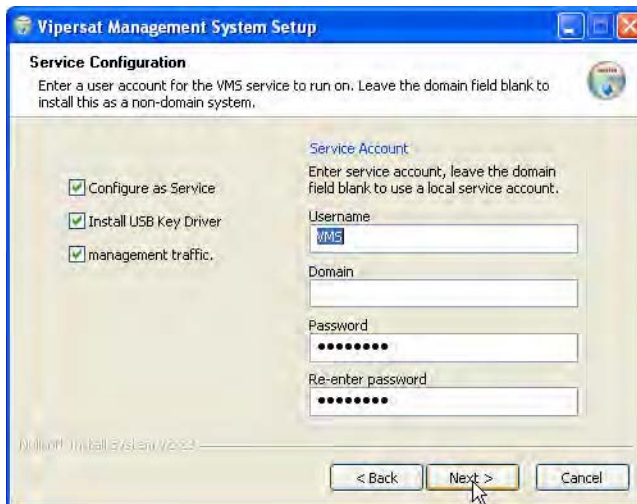 Vipersat Management System Setup
Service Configuration
Enter a user account for the VMS service to run on. Leave the domain field blank to
install this as a non-domain system.
Service Account
Enter service account, leave the domain
field blank to use a local service account.
Configure as Service
Install USB Key Driver
management traffic.
Username
VMS
Domain
Password
●●●●●●●●
Re-enter password
●●●●●●●●
Nullsoft Install System
< Back
Next >
Cancel